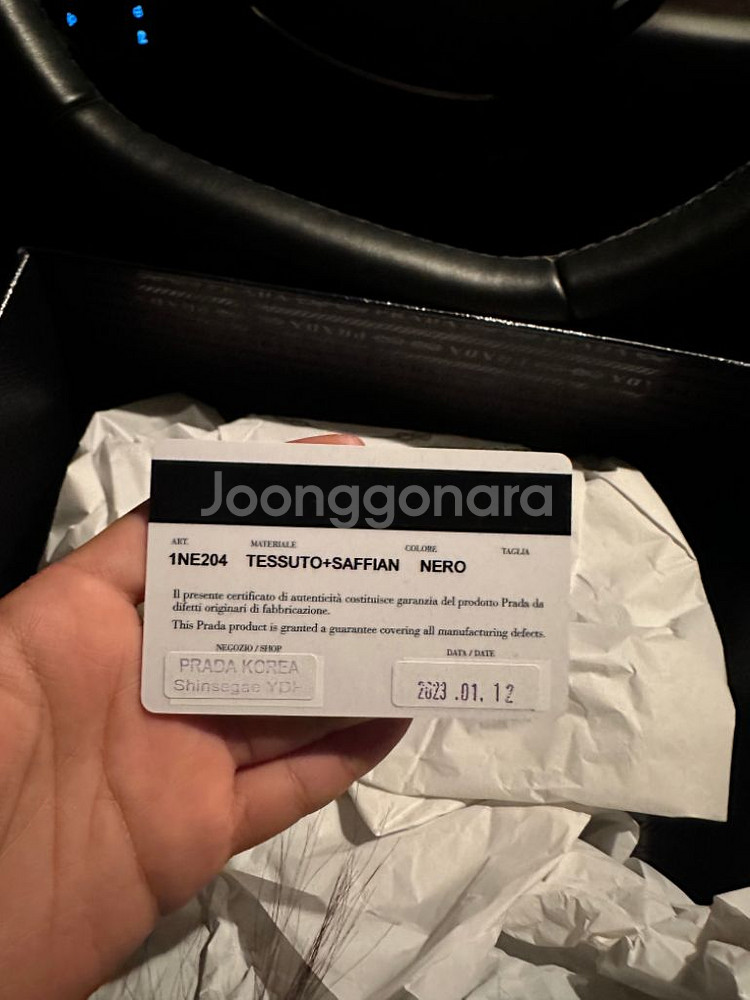 Joonggonara
ART. MATERIALE COLORE TAGLIA
1NE204 TESSUTO+SAFFIAN NERO
Il presente certificato di autenticità costituisce garanzia del prodotto Prada da
difetti originari di fabbricazione.
This Prada product is granted a guarantee covering all manufacturing defects.
NEGOZIO / SHOP DATA / DATE
PRADA KOREA
Shinsegae YDP
2023 .01. 12